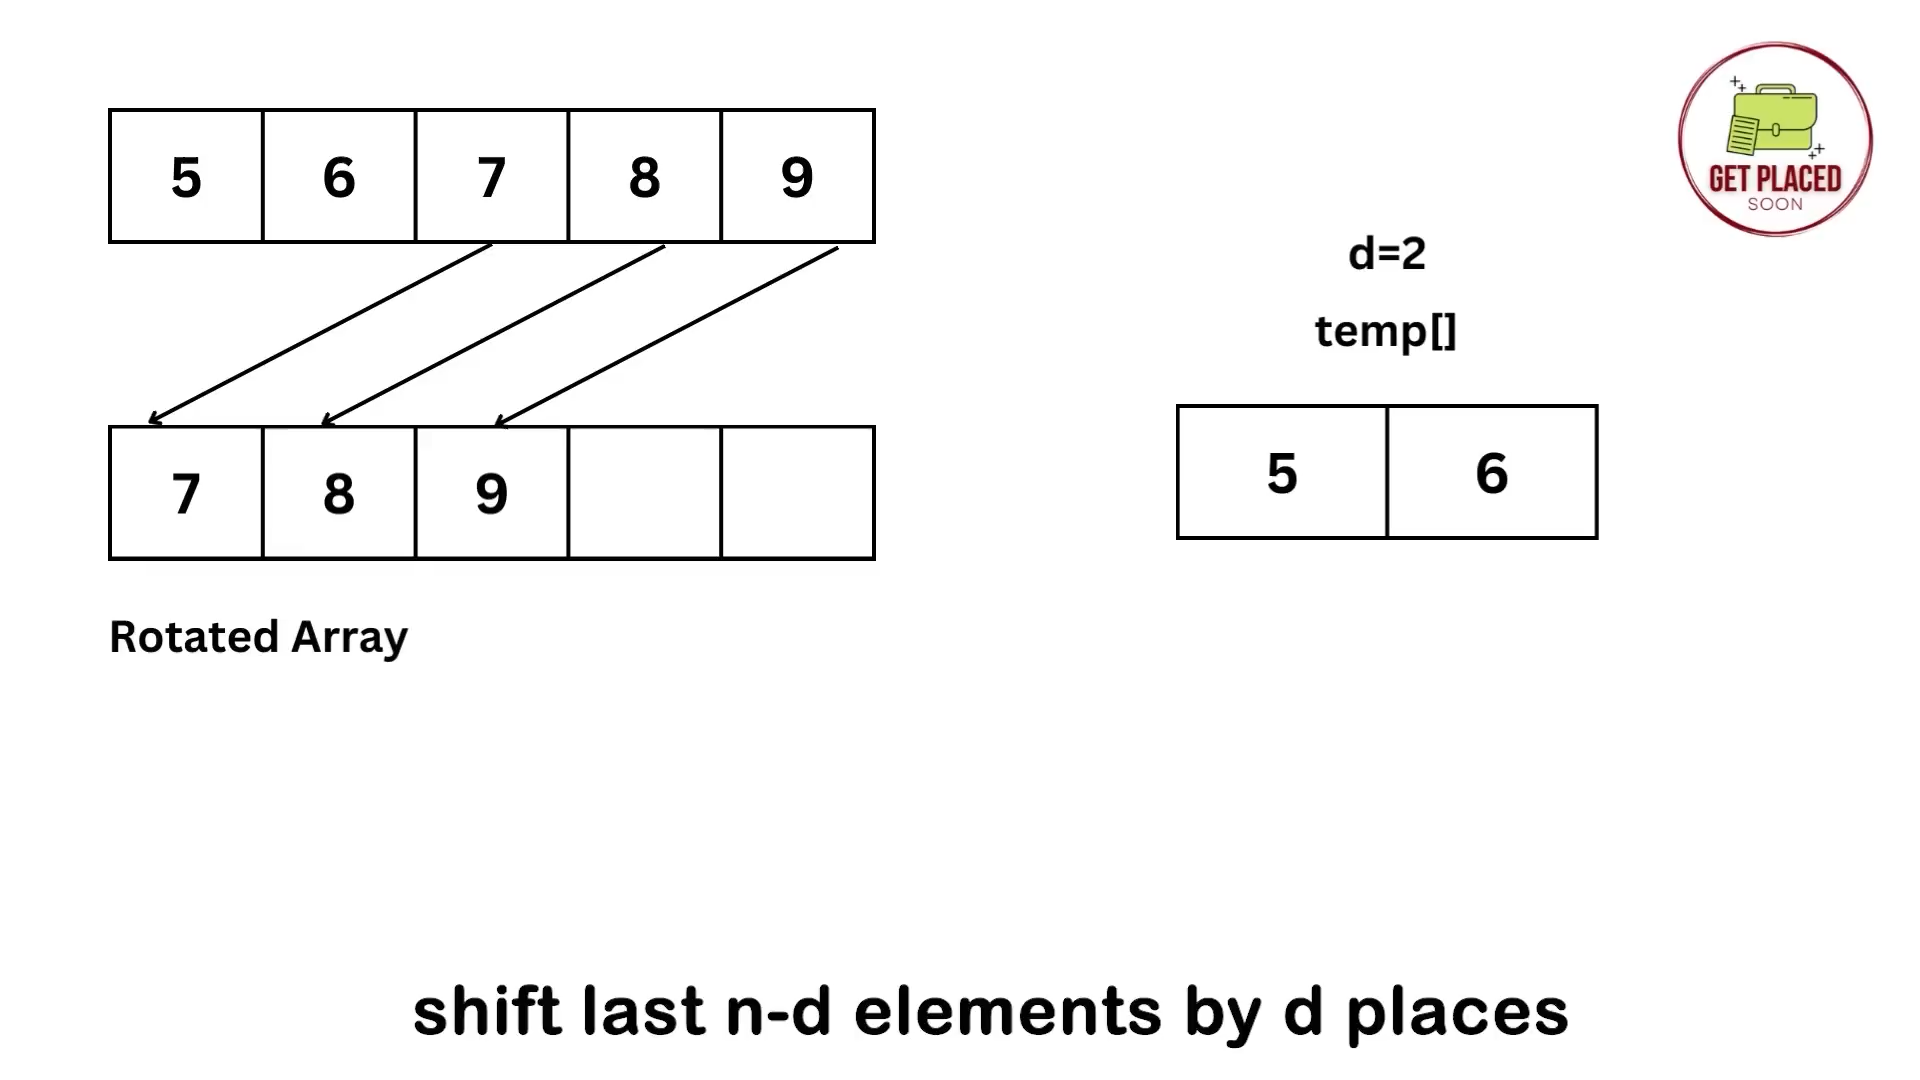 5 6 7 8 9
7 8 9
Rotated Array
d=2
temp[]
5 6
GET PLACED
SOON
shift last n-d elements by d places